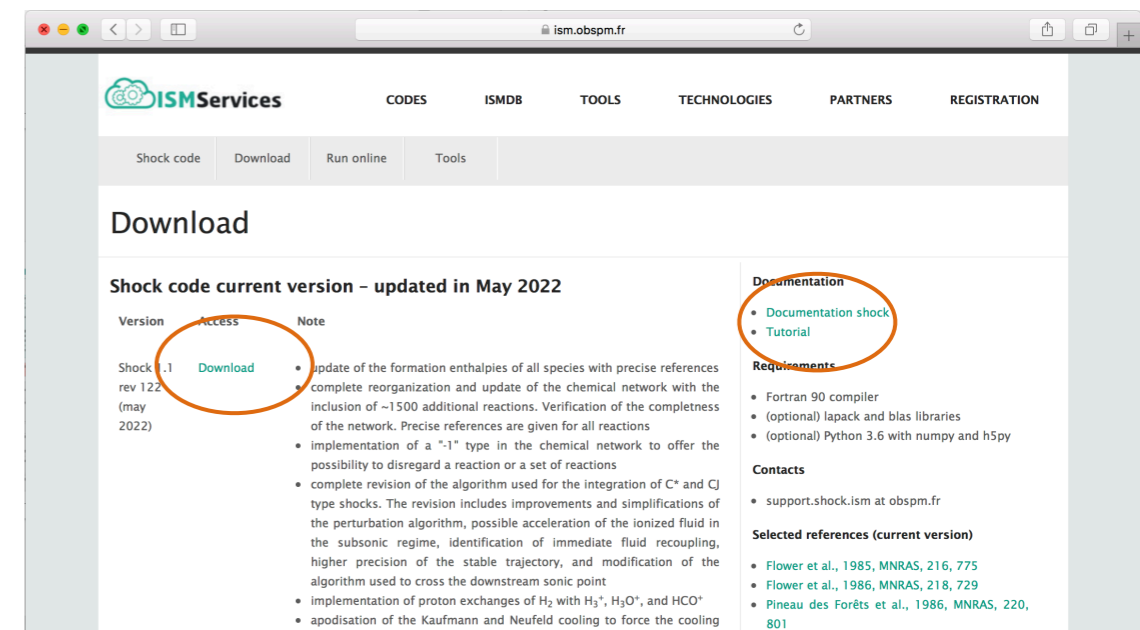 ism.obspm.fr
ISMServices
CODES ISMDB TOOLS TECHNOLOGIES PARTNERS REGISTRATION
Shock code Download Run online Tools
Download
Shock code current version – updated in May 2022
Version Access Note
Shock 1.1
rev 122
(may
2022)
Download
• update of the formation enthalpies of all species with precise references
• complete reorganization and update of the chemical network with the
inclusion of ~1500 additional reactions. Verification of the completness
of the network. Precise references are given for all reactions
• implementation of a "-1" type in the chemical network to offer the
possibility to disregard a reaction or a set of reactions
• complete revision of the algorithm used for the integration of C* and CJ
type shocks. The revision includes improvements and simplifications of
the perturbation algorithm, possible acceleration of the ionized fluid in
the subsonic regime, identification of immediate fluid recoupling,
higher precision of the stable trajectory, and modification of the
algorithm used to cross the downstream sonic point
• implementation of proton exchanges of H₂ with H₃⁺, H₃O⁺, and HCO⁺
• apodisation of the Kaufmann and Neufeld cooling to force the cooling
Documentation
• Documentation shock
• Tutorial
Requirements
• Fortran 90 compiler
• (optional) lapack and blas libraries
• (optional) Python 3.6 with numpy and h5py
Contacts
• support.shock.ism at obspm.fr
Selected references (current version)
• Flower et al., 1985, MNRAS, 216, 775
• Flower et al., 1986, MNRAS, 218, 729
• Pineau des Forêts et al., 1986, MNRAS, 220,
801